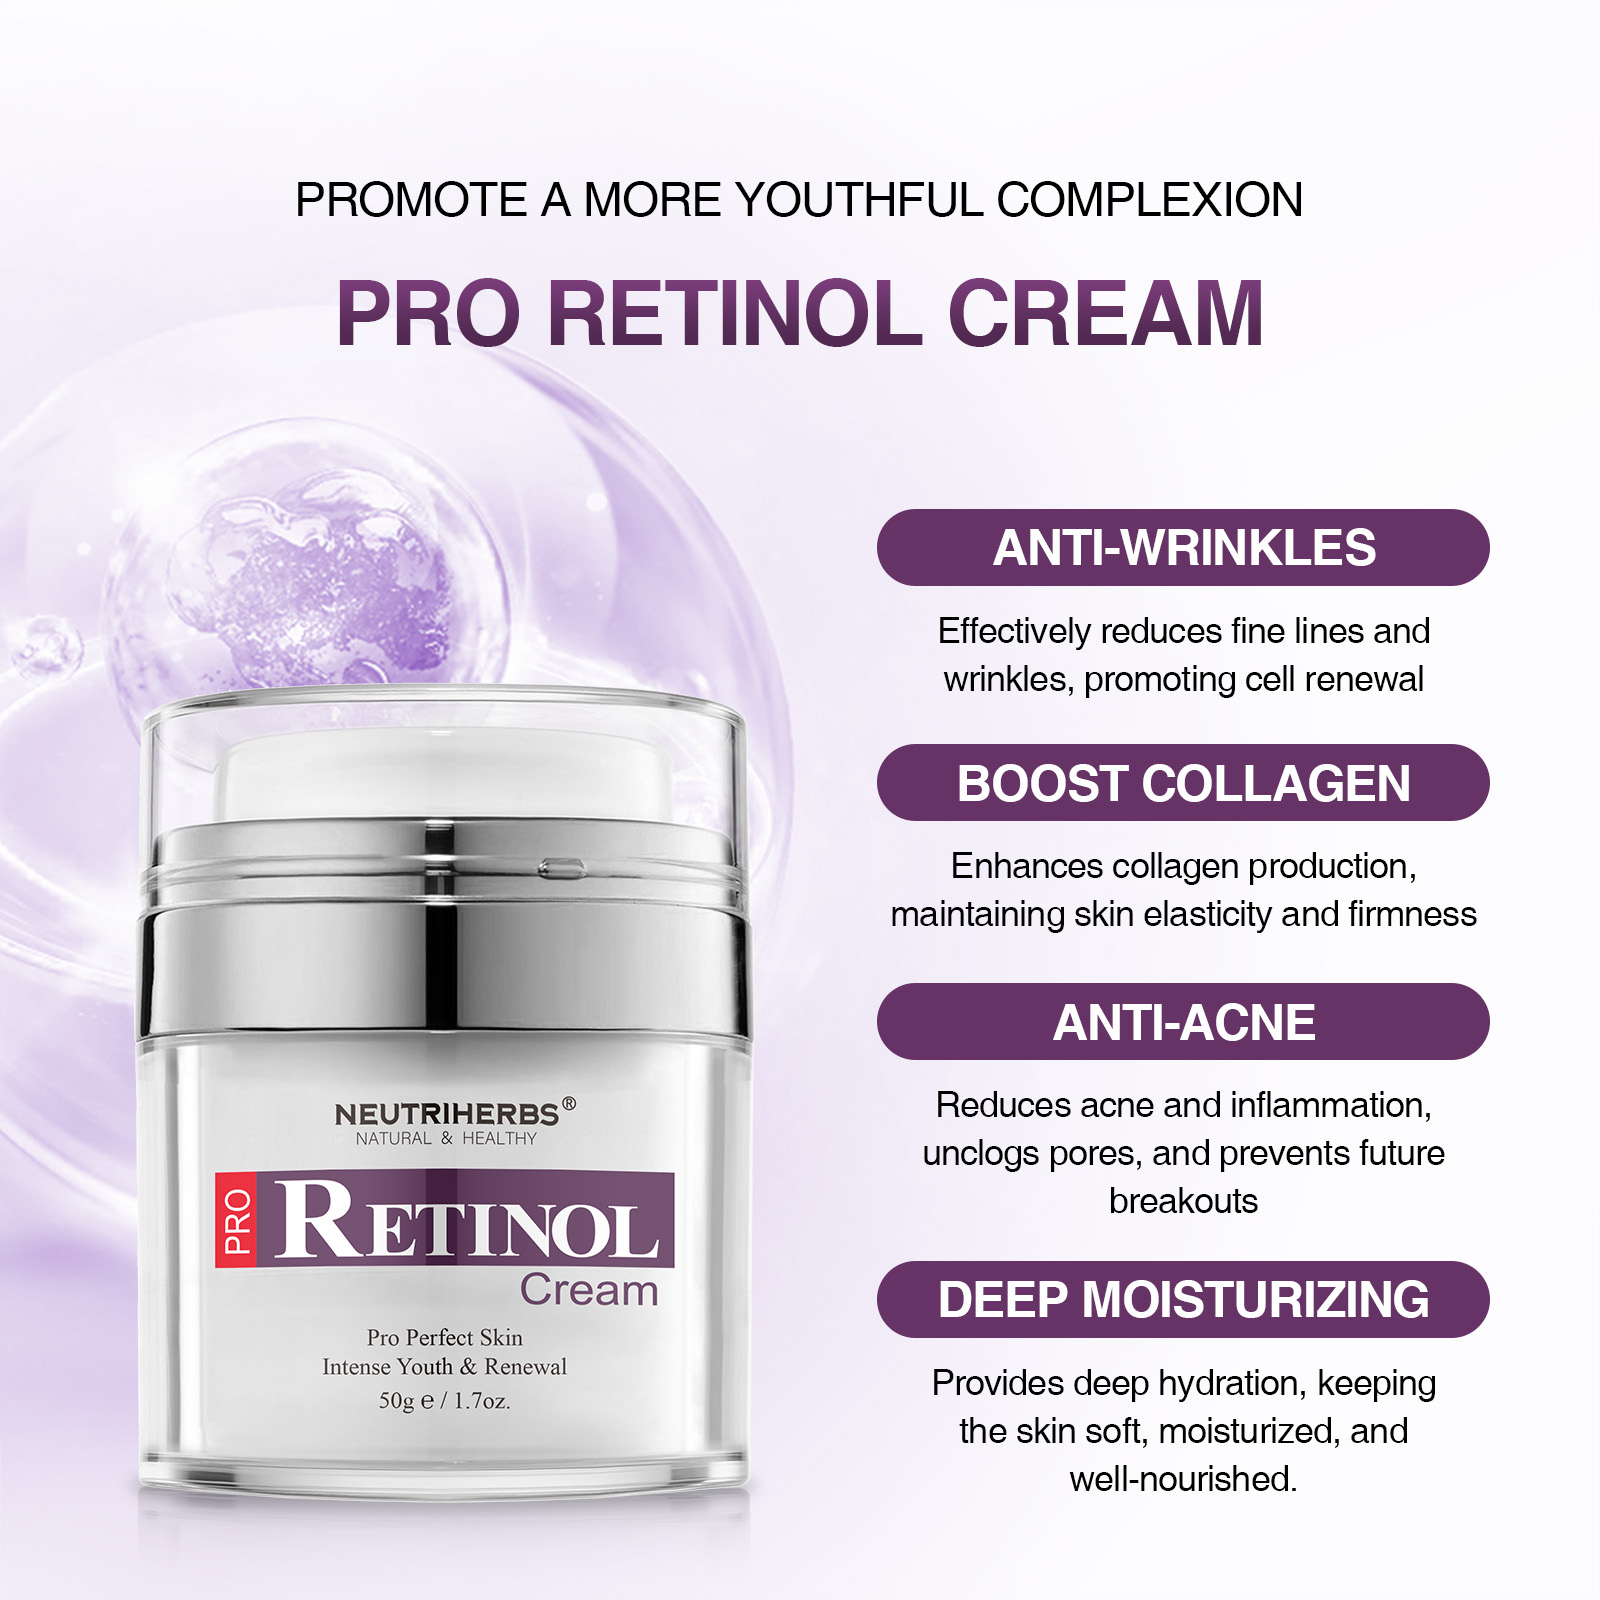 PROMOTE A MORE YOUTHFUL COMPLEXION
PRO RETINOL CREAM
ANTI-WRINKLES
Effectively reduces fine lines and
wrinkles, promoting cell renewal
BOOST COLLAGEN
Enhances collagen production,
maintaining skin elasticity and firmness
ANTI-ACNE
Reduces acne and inflammation,
unclogs pores, and prevents future
breakouts
DEEP MOISTURIZING
Provides deep hydration, keeping
the skin soft, moisturized, and
well-nourished.
NEUTRIHERBS®
NATURAL & HEALTHY
PRO RETINOL
Cream
Pro Perfect Skin
Intense Youth & Renewal
50g ℮ / 1.7oz.